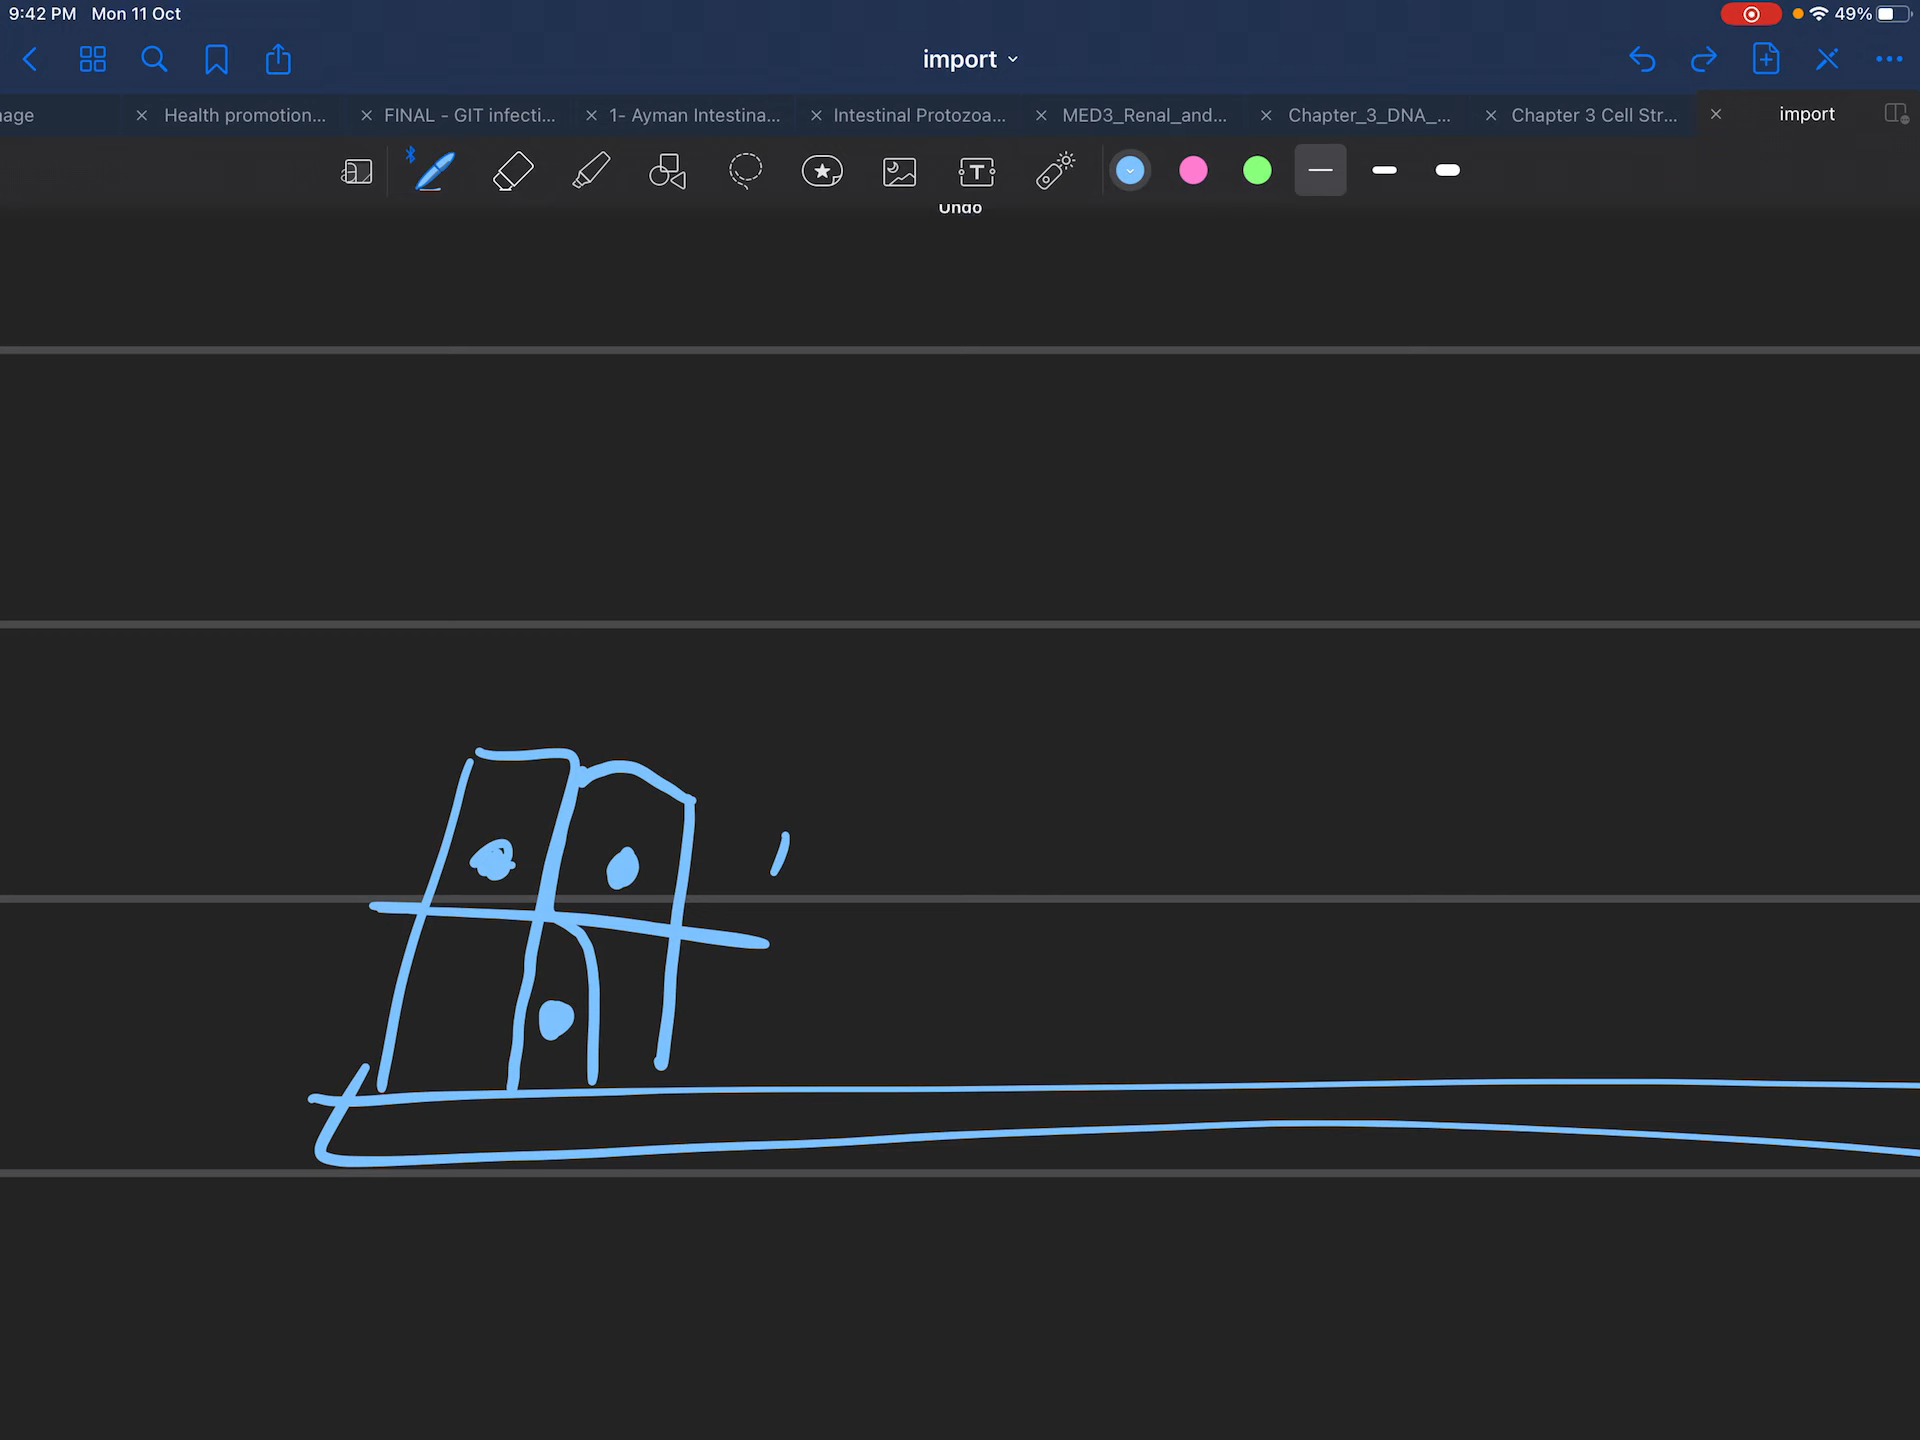 9:42 PM Mon 11 Oct 49%
import
nage Health promotion... FINAL - GIT infecti... 1- Ayman Intestina... Intestinal Protozoa... MED3_Renal_and... Chapter_3_DNA_... Chapter 3 Cell Str... import
T
Undo